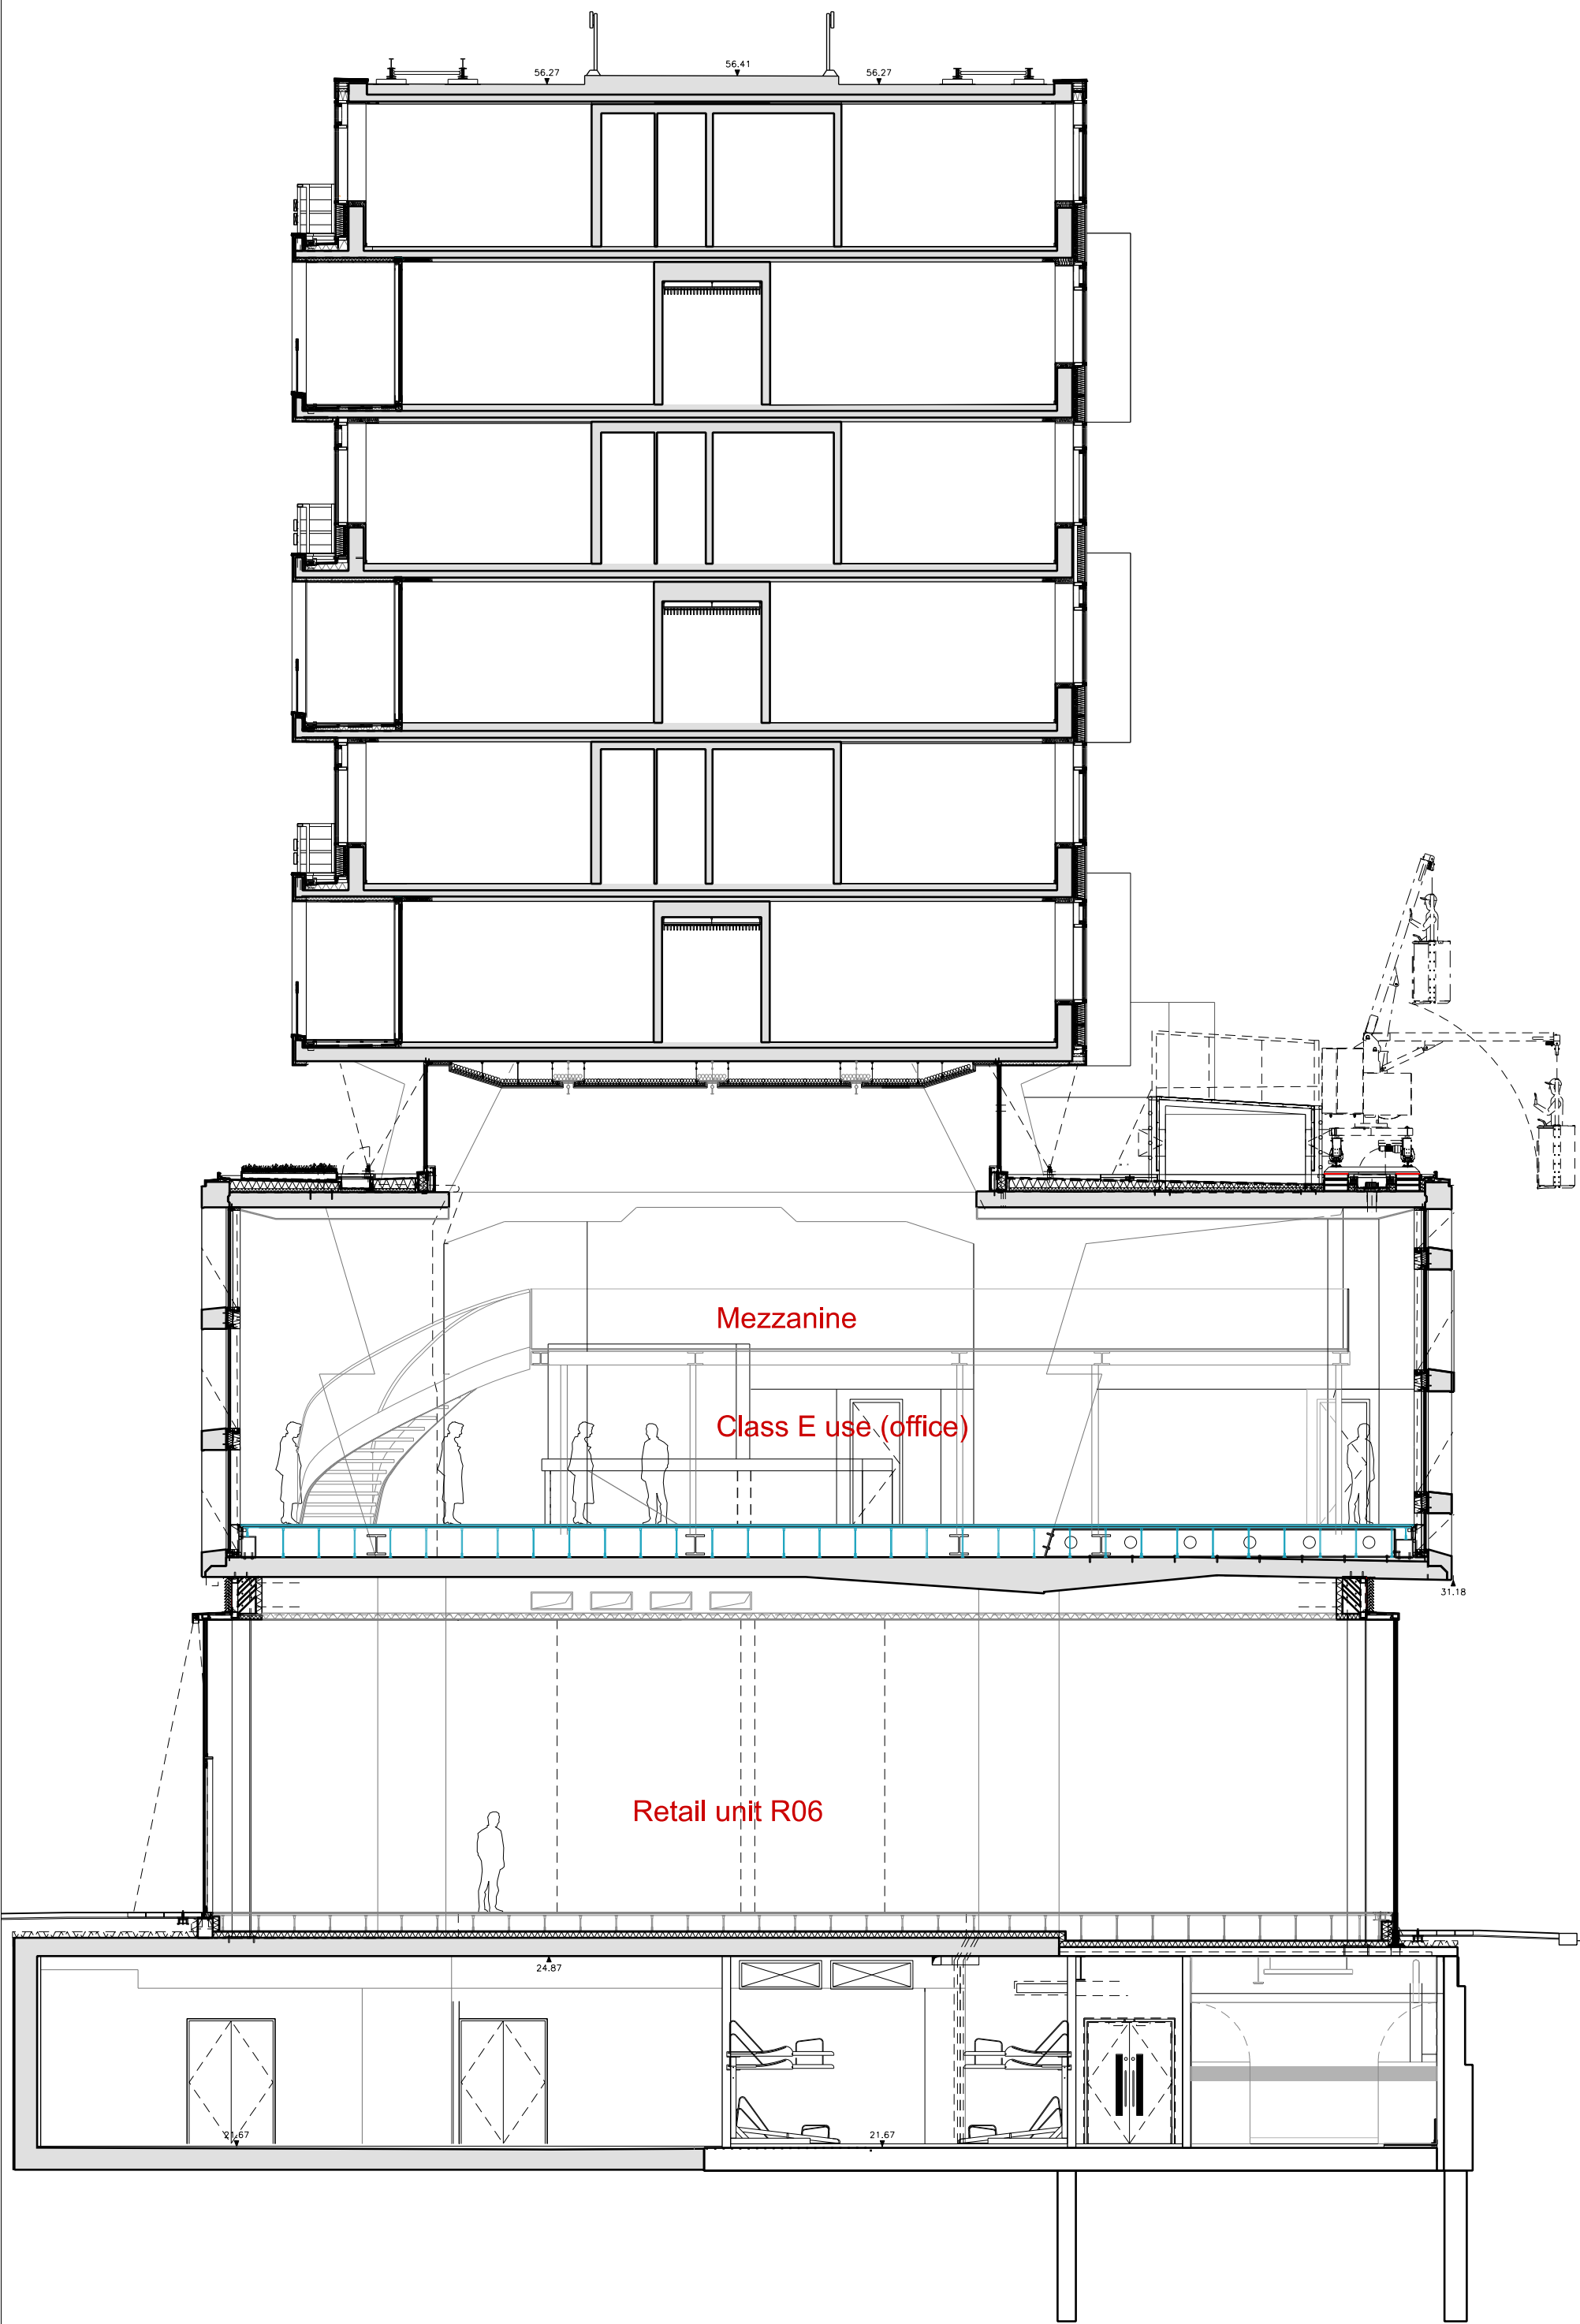 56.27
56.41
56.27
Mezzanine
Class E use (office)
31.18
Retail unit R06
24.87
21.67
21.67